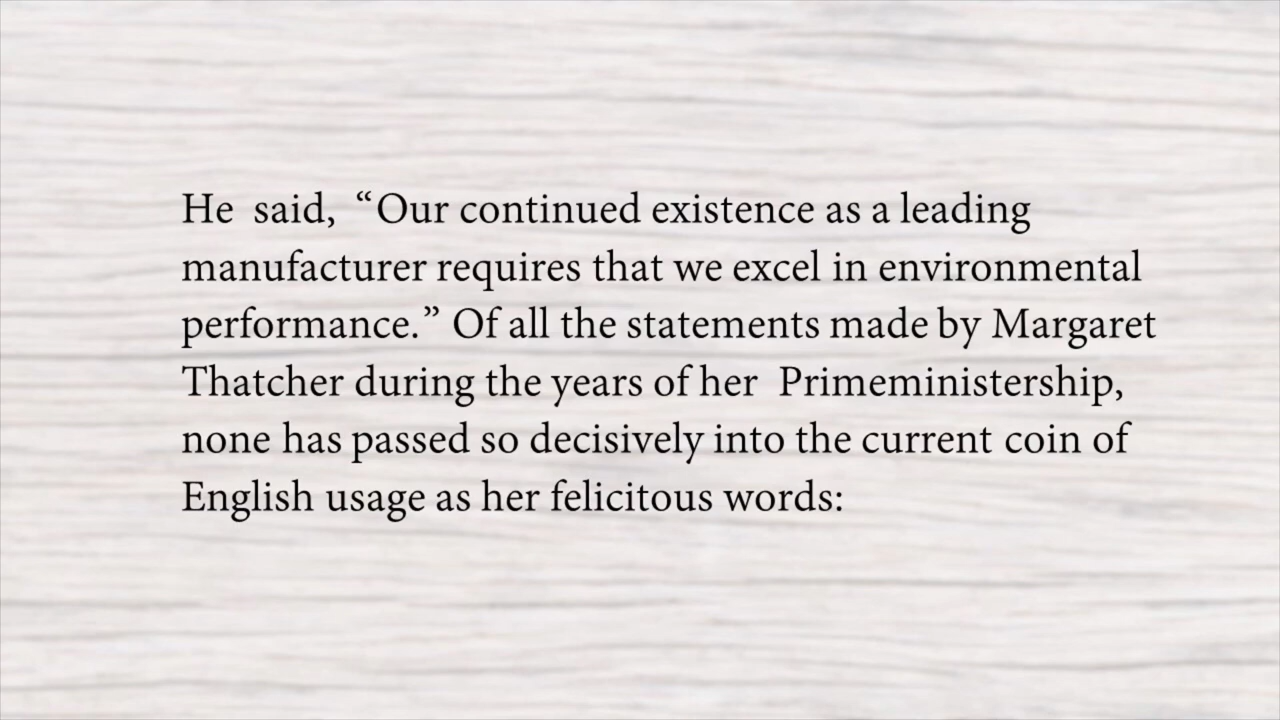 He said, “Our continued existence as a leading
manufacturer requires that we excel in environmental
performance.” Of all the statements made by Margaret
Thatcher during the years of her Primeministership,
none has passed so decisively into the current coin of
English usage as her felicitous words: